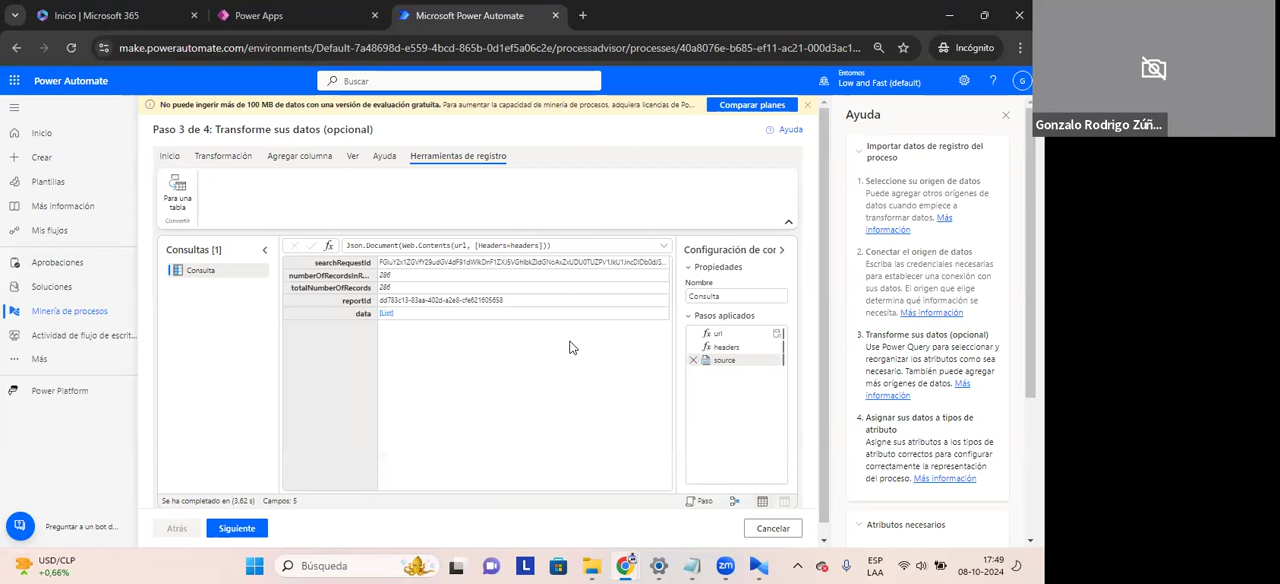 Inicio | Microsoft 365
Power Apps
Microsoft Power Automate
make.powerautomate.com/environments/Default-7a48698d-e559-4bcd-865b-0d1ef5a06c2e/processadvisor/processes/40a8076e-b685-ef11-ac21-000d3ac1...
Incógnito
Power Automate
Buscar
Entornos
Low and Fast (default)
G
No puede ingerir más de 100 MB de datos con una versión de evaluación gratuita. Para aumentar la capacidad de minería de procesos, adquiera licencias de Po...
Comparar planes
Inicio
Crear
Plantillas
Más información
Mis flujos
Aprobaciones
Soluciones
Minería de procesos
Actividad de flujo de escrit...
Más
Power Platform
Preguntar a un bot d...
Paso 3 de 4: Transforme sus datos (opcional)
Ayuda
Inicio
Transformación
Agregar columna
Ver
Ayuda
Herramientas de registro
Para una
tabla
Convertir
Consultas [1]
Consulta
fx
Json.Document(Web.Contents(url, [Headers=headers]))
searchRequestId
numberOfRecordsInR... 286
totalNumberOfRecords 286
reportId dd783c13-83aa-402d-a2e8-cfe621605658
data [List]
Configuración de cor
Propiedades
Nombre
Consulta
Pasos aplicados
fx url
fx headers
source
Se ha completado en (3,62 s) Campos: 5
Paso
Atrás
Siguiente
Cancelar
Ayuda
Importar datos de registro del
proceso
1. Seleccione su origen de datos
Puede agregar otros orígenes de
datos cuando empiece a
transformar datos. Más
información
2. Conectar el origen de datos
Escriba las credenciales necesarias
para establecer una conexión con
sus datos. El origen que elige
determina qué información se
necesita. Más información
3. Transforme sus datos (opcional)
Use Power Query para seleccionar y
reorganizar los atributos como sea
necesario. También puede agregar
más orígenes de datos. Más
información
4. Asignar sus datos a tipos de
atributo
Asigne sus atributos a los tipos de
atributo correctos para configurar
correctamente la representación
del proceso. Más información
Atributos necesarios
Gonzalo Rodrigo Zúñ...
USD/CLP
+0,66%
Búsqueda
ESP
LAA
17:49
08-10-2024